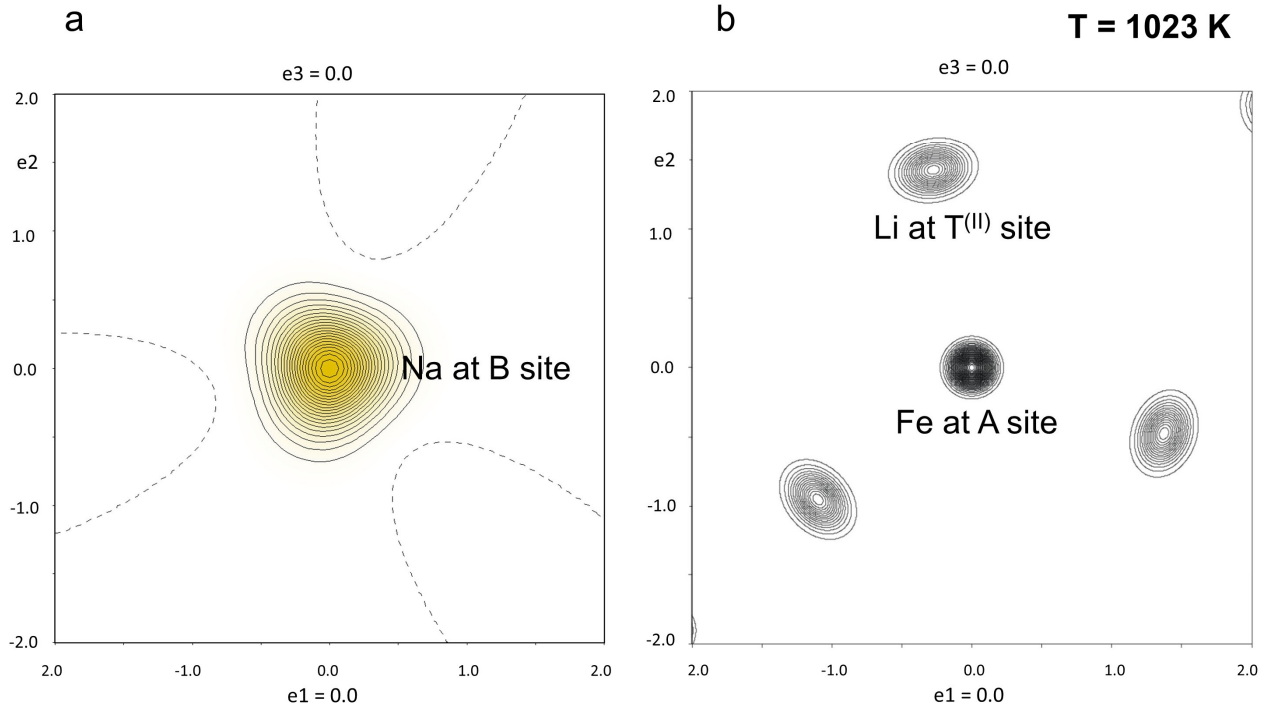 a
b
T = 1023 K
e3 = 0.0
2.0
e2
1.0
0.0
-1.0
-2.0
Na at B site
2.0 -1.0 0.0 1.0 2.0
e1 = 0.0
e3 = 0.0
2.0
e2
1.0
0.0
-1.0
-2.0
Li at T(II) site
Fe at A site
2.0 -1.0 0.0 1.0 2.0
e1 = 0.0